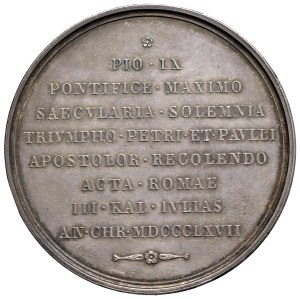 PIO · IX
PONTIFICE · MAXIMO
SAECVLARIA · SOLEMNIA
TRIVMPHO · PETRI · ET · PAVLLI
APOSTOLOR · RECOLENDO
ACTA · ROMAE
III · KAL · IVLIAS
AN · CHR · MDCCCLXVII